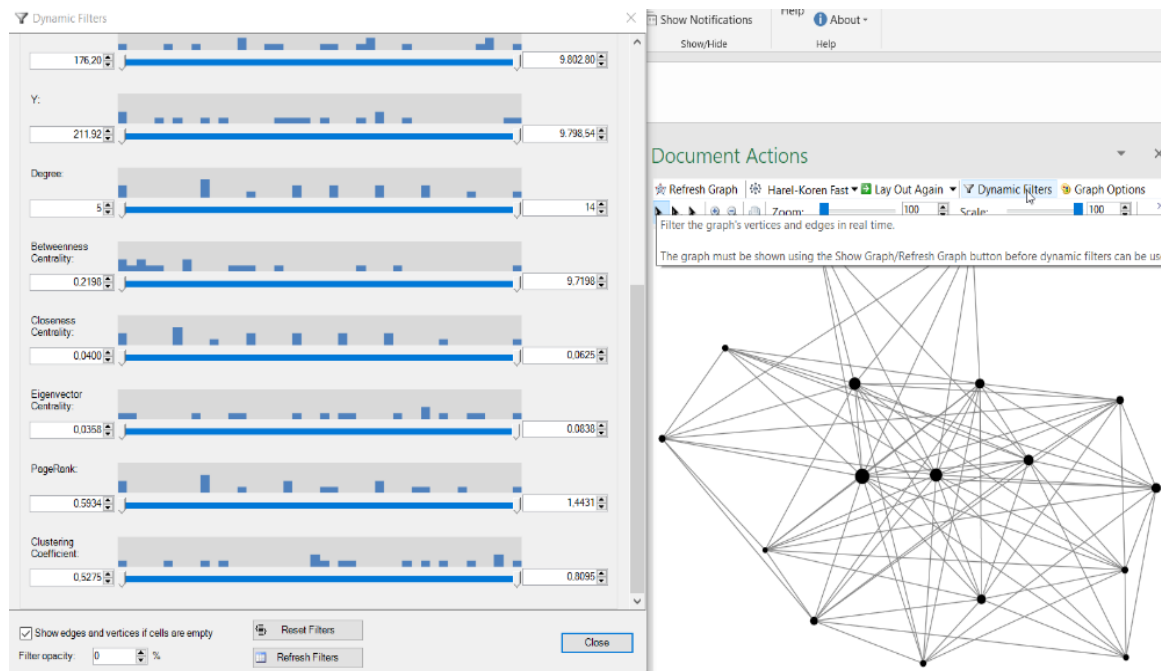 Dynamic Filters
176,20
9.802.80
Y:
211.92
9.798,54
Degree:
5
14
Betweenness
Centrality:
0.2198
9.7198
Closeness
Centrality:
0.0400
0.0625
Eigenvector
Centrality:
0,0358
0.0838
PageRank:
0.5934
1.4431
Clustering
Coefficient:
0.5275
0.8095
Show edges and vertices if cells are empty
Reset Filters
Filter opacity: 0 %
Refresh Filters
Close
Show Notifications
Help
About
Show/Hide
Help
Document Actions
Refresh Graph Harel-Koren Fast Lay Out Again Dynamic Filters Graph Options
Zoom: 100 Scale: 100
Filter the graph's vertices and edges in real time.
The graph must be shown using the Show Graph/Refresh Graph button before dynamic filters can be use